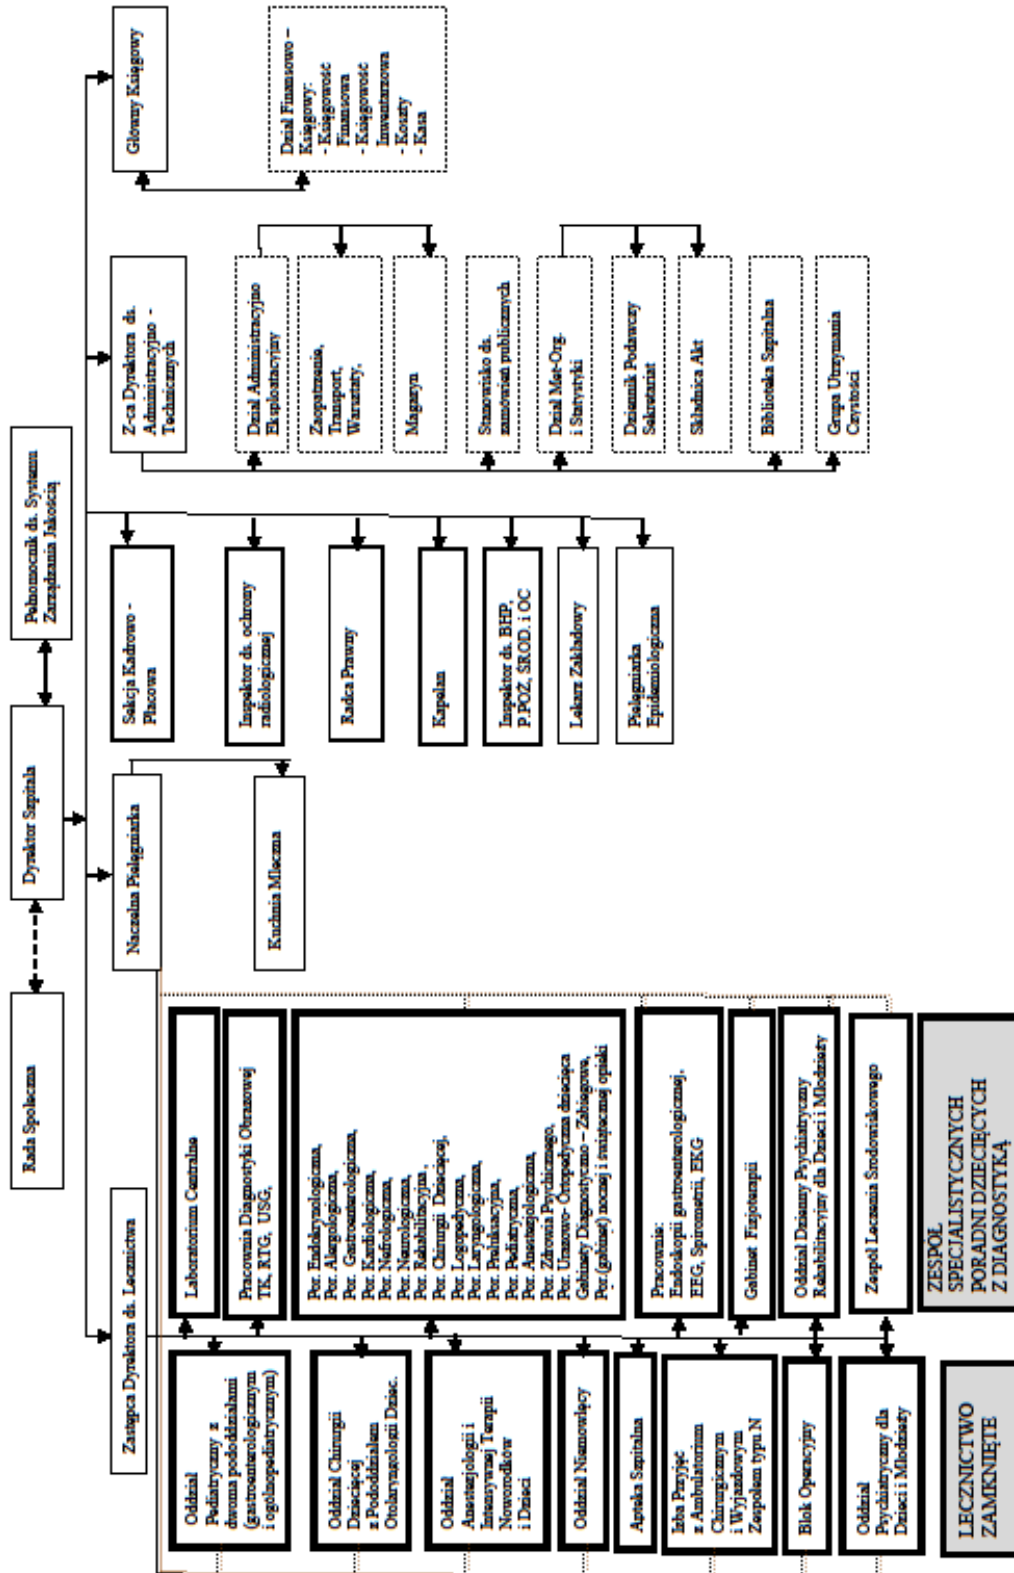 Rada Społeczna
Dyrektor Szpitala
Pełnomocnik ds. Systemu
Zarządzania Jakością
Zastępca Dyrektora ds. Lecznictwa
Naczelna Pielęgniarka
Z-ca Dyrektora ds.
Administracyjno –
Technicznych
Główny Księgowy
Oddział
Pediatryczny z
dwoma pododdziałami
(gastroenterologicznym
i ogólnopediatrycznym)
Oddział Chirurgii
Dziecięcej
z Pododdziałem
Otolaryngologii Dziec.
Oddział
Anestezjologii i
Intensywnej Terapii
Noworodków
i Dzieci
Oddział Niemowlęcy
Apteka Szpitalna
Izba Przyjęć
z Ambulatorium
Chirurgicznym
i Wyjazdowym
Zespołem typu N
Blok Operacyjny
Oddział
Psychiatryczny dla
Dzieci i Młodzieży
LECZNICTWO
ZAMKNIĘTE
Laboratorium Centralne
Pracownia Diagnostyki Obrazowej
TK, RTG, USG,
Por. Endokrynologiczna,
Por. Alergologiczna,
Por. Gastroenterologiczna,
Por. Kardiologiczna,
Por. Nefrologiczna,
Por. Neurologiczna,
Por. Rehabilitacyjna
Por. Chirurgii Dziecięcej,
Por. Logopedyczna,
Por. Laryngologiczna,
Por. Preluksacyjna,
Por. Pediatryczna,
Por. Anestezjologiczna,
Por. Zdrowia Psychicznego,
Por. Urazowo- Ortopedyczna dziecięca
Gabinety Diagnostyczno – Zabiegowe,
Por.(gabinet) nocnej i świątecznej opieki
Pracownie:
Endoskopii gastroenterologicznej,
EEG, Spirometrii, EKG
Gabinet Fizjoterapii
Oddział Dzienny Psychiatryczny
Rehabilitacyjny dla Dzieci i Młodzieży
Zespół Leczenia Środowiskowego
ZESPÓŁ
SPECJALISTYCZNYCH
PORADNI DZIECIĘCYCH
Z DIAGNOSTYKĄ
Kuchnia Mleczna
Sekcja Kadrowo –
Płacowa
Inspektor ds. ochrony
radiologicznej
Radca Prawny
Kapelan
Inspektor ds. BHP,
P.POŻ, ŚROD. i OC
Lekarz Zakładowy
Pielęgniarka
Epidemiologiczna
Dział Administracyjno
Eksploatacyjny
Zaopatrzenie,
Transport,
Warsztaty,
Magazyn
Stanowisko ds.
zamówień publicznych
Dział Met-Org.
i Statystyki
Dziennik Podawczy
Sekretariat
Składnica Akt
Biblioteka Szpitalna
Grupa Utrzymania
Czystości
Dział Finansowo –
Księgowy:
- Księgowość
Finansowa
- Księgowość
Inwentarzowa
- Koszty
- Kasa